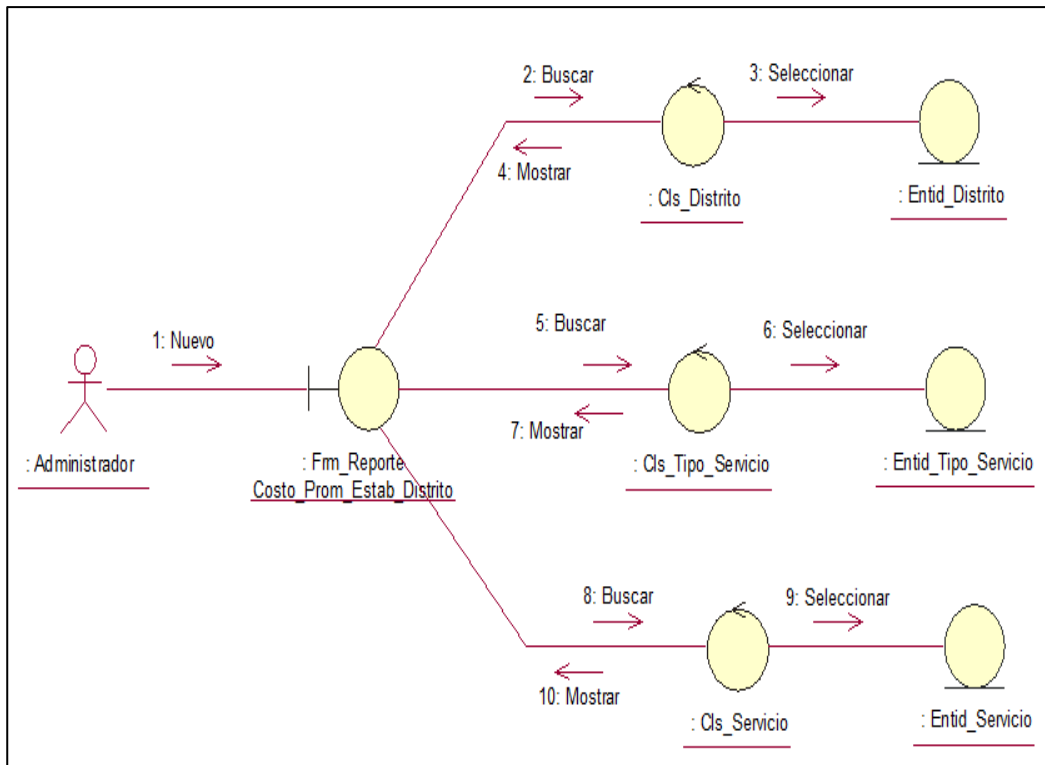 2: Buscar
3: Seleccionar
4: Mostrar
: Cls_Distrito
: Entid_Distrito
1: Nuevo
5: Buscar
6: Seleccionar
7: Mostrar
: Administrador
: Frm_Reporte
Costo_Prom_Estab_Distrito
: Cls_Tipo_Servicio
: Entid_Tipo_Servicio
8: Buscar
9: Seleccionar
10: Mostrar
: Cls_Servicio
: Entid_Servicio